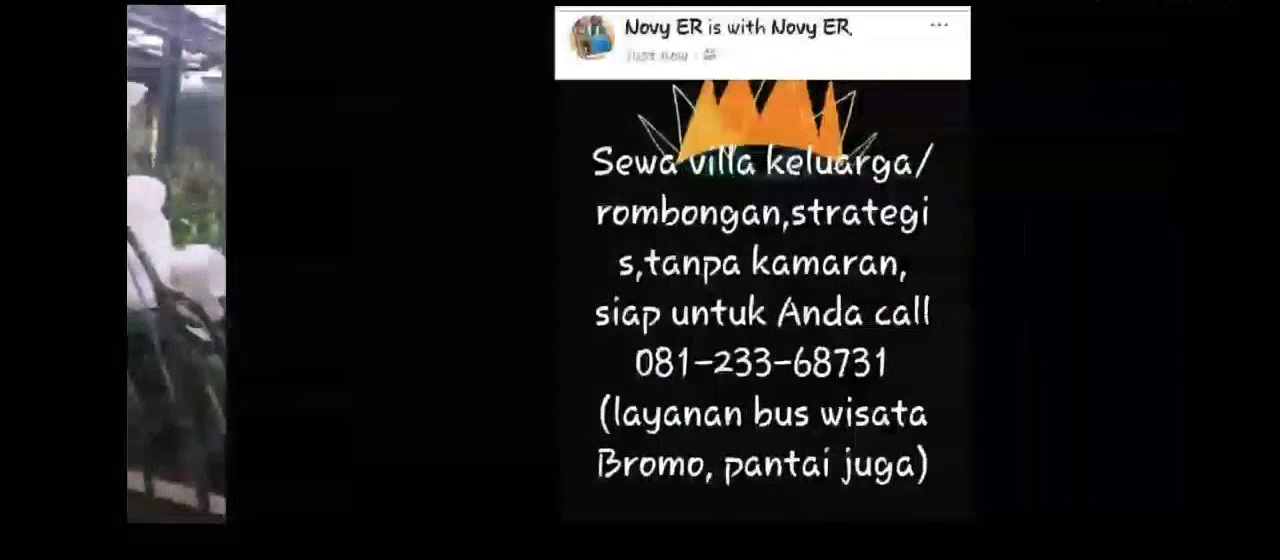 Novy ER is with Novy ER.
Just now
Sewa villa keluarga/
rombongan,strategi
s,tanpa kamaran,
siap untuk Anda call
081-233-68731
(layanan bus wisata
Bromo, pantai juga)